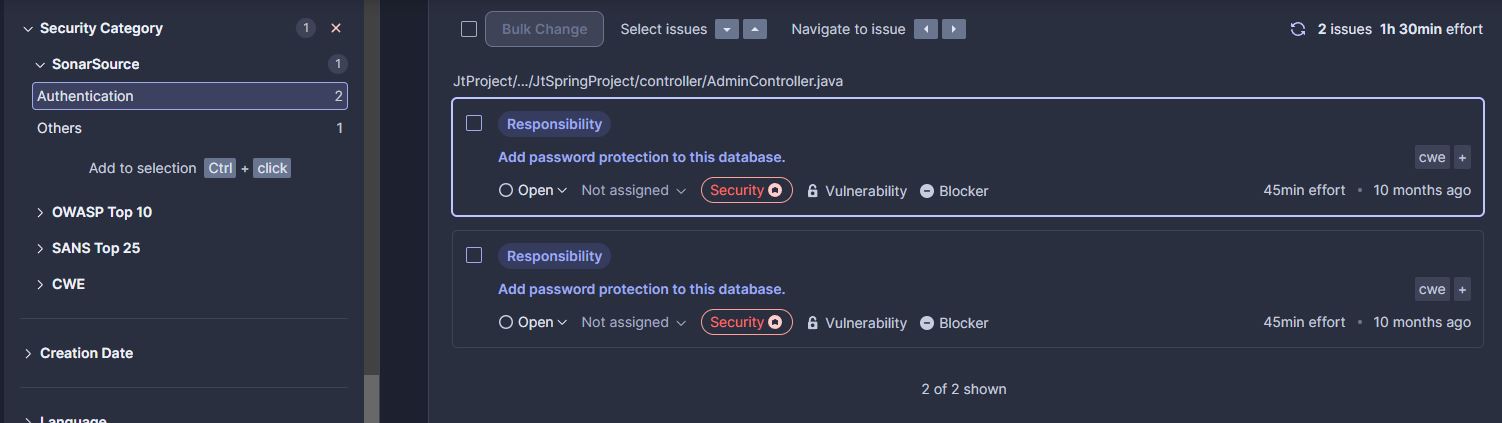 Security Category 1
SonarSource 1
Authentication 2
Others 1
Add to selection Ctrl + click
OWASP Top 10
SANS Top 25
CWE
Creation Date
Language
Bulk Change Select issues Navigate to issue 2 issues 1h 30min effort
JtProject/.../JtSpringProject/controller/AdminController.java
Responsibility
Add password protection to this database. cwe +
Open Not assigned Security Vulnerability Blocker 45min effort • 10 months ago
Responsibility
Add password protection to this database. cwe +
Open Not assigned Security Vulnerability Blocker 45min effort • 10 months ago
2 of 2 shown